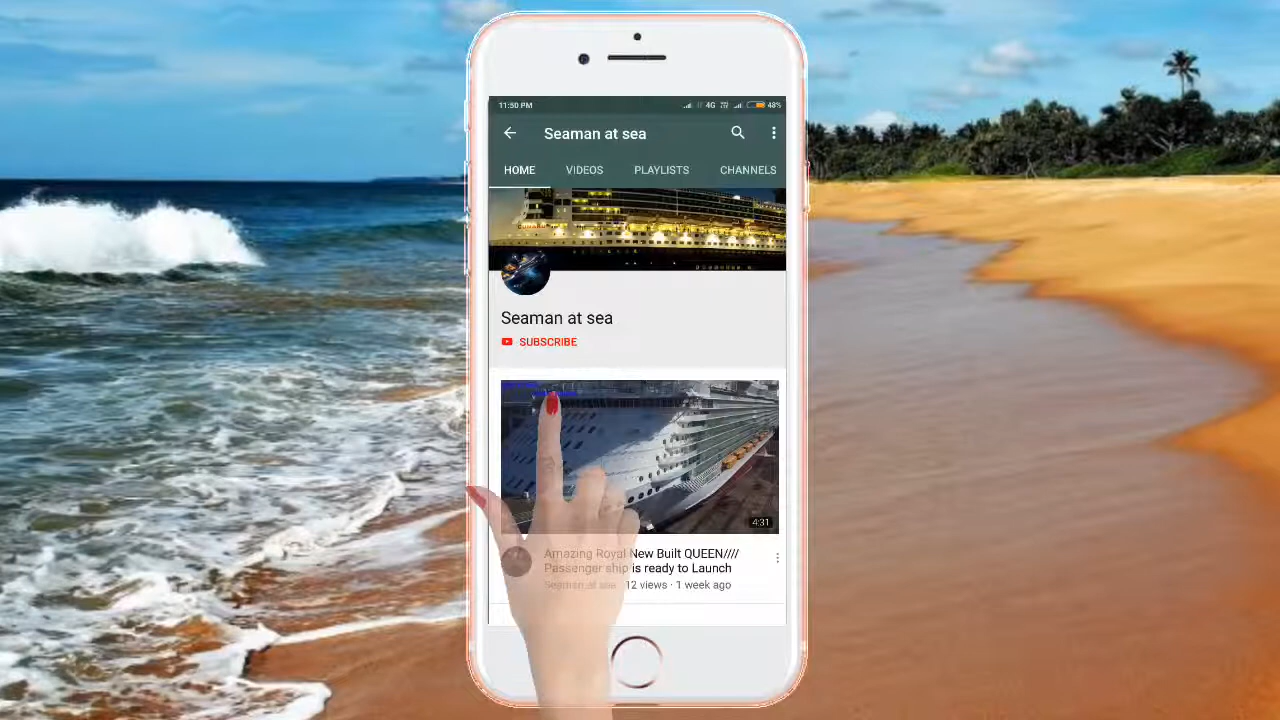 11:50 PM 4G 48%
Seaman at sea
HOME VIDEOS PLAYLISTS CHANNELS
Seaman at sea
SUBSCRIBE
4:31
Amazing Royal New Built QUEEN////
Passenger ship is ready to Launch
Seaman at sea · 12 views · 1 week ago